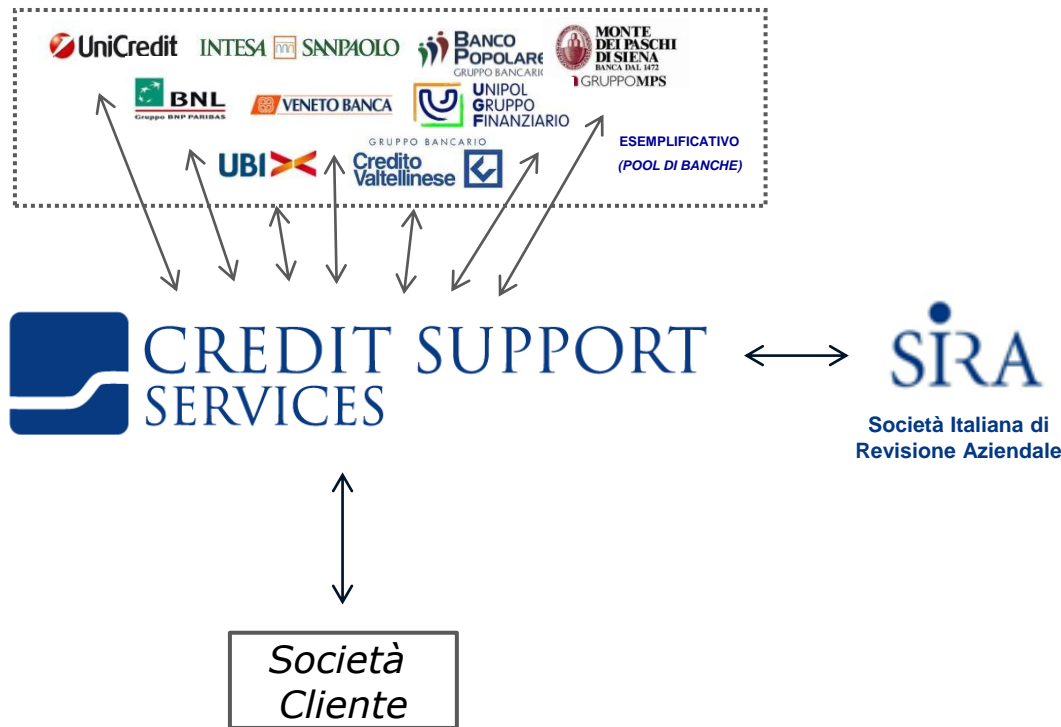 UniCredit
INTESA SANPAOLO
BANCO
POPOLARE
GRUPPO BANCARIO
MONTE
DEI PASCHI
DI SIENA
BANCA DAL 1472
GRUPPOMPS
BNL
Gruppo BNP PARIBAS
VENETO BANCA
UNIPOL
GRUPPO
FINANZIARIO
UBI
GRUPPO BANCARIO
Credito
Valtellinese
ESEMPLIFICATIVO
(POOL DI BANCHE)
CREDIT SUPPORT
SERVICES
SIRA
Società Italiana di
Revisione Aziendale
Società
Cliente